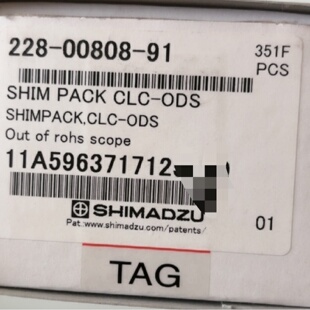 228-00808-91
351F
PCS
SHIM PACK CLC-ODS
SHIMPACK,CLC-ODS
Out of rohs scope
11A596371712
SHIMADZU
Pat.:www.shimadzu.com/patents/
01
TAG